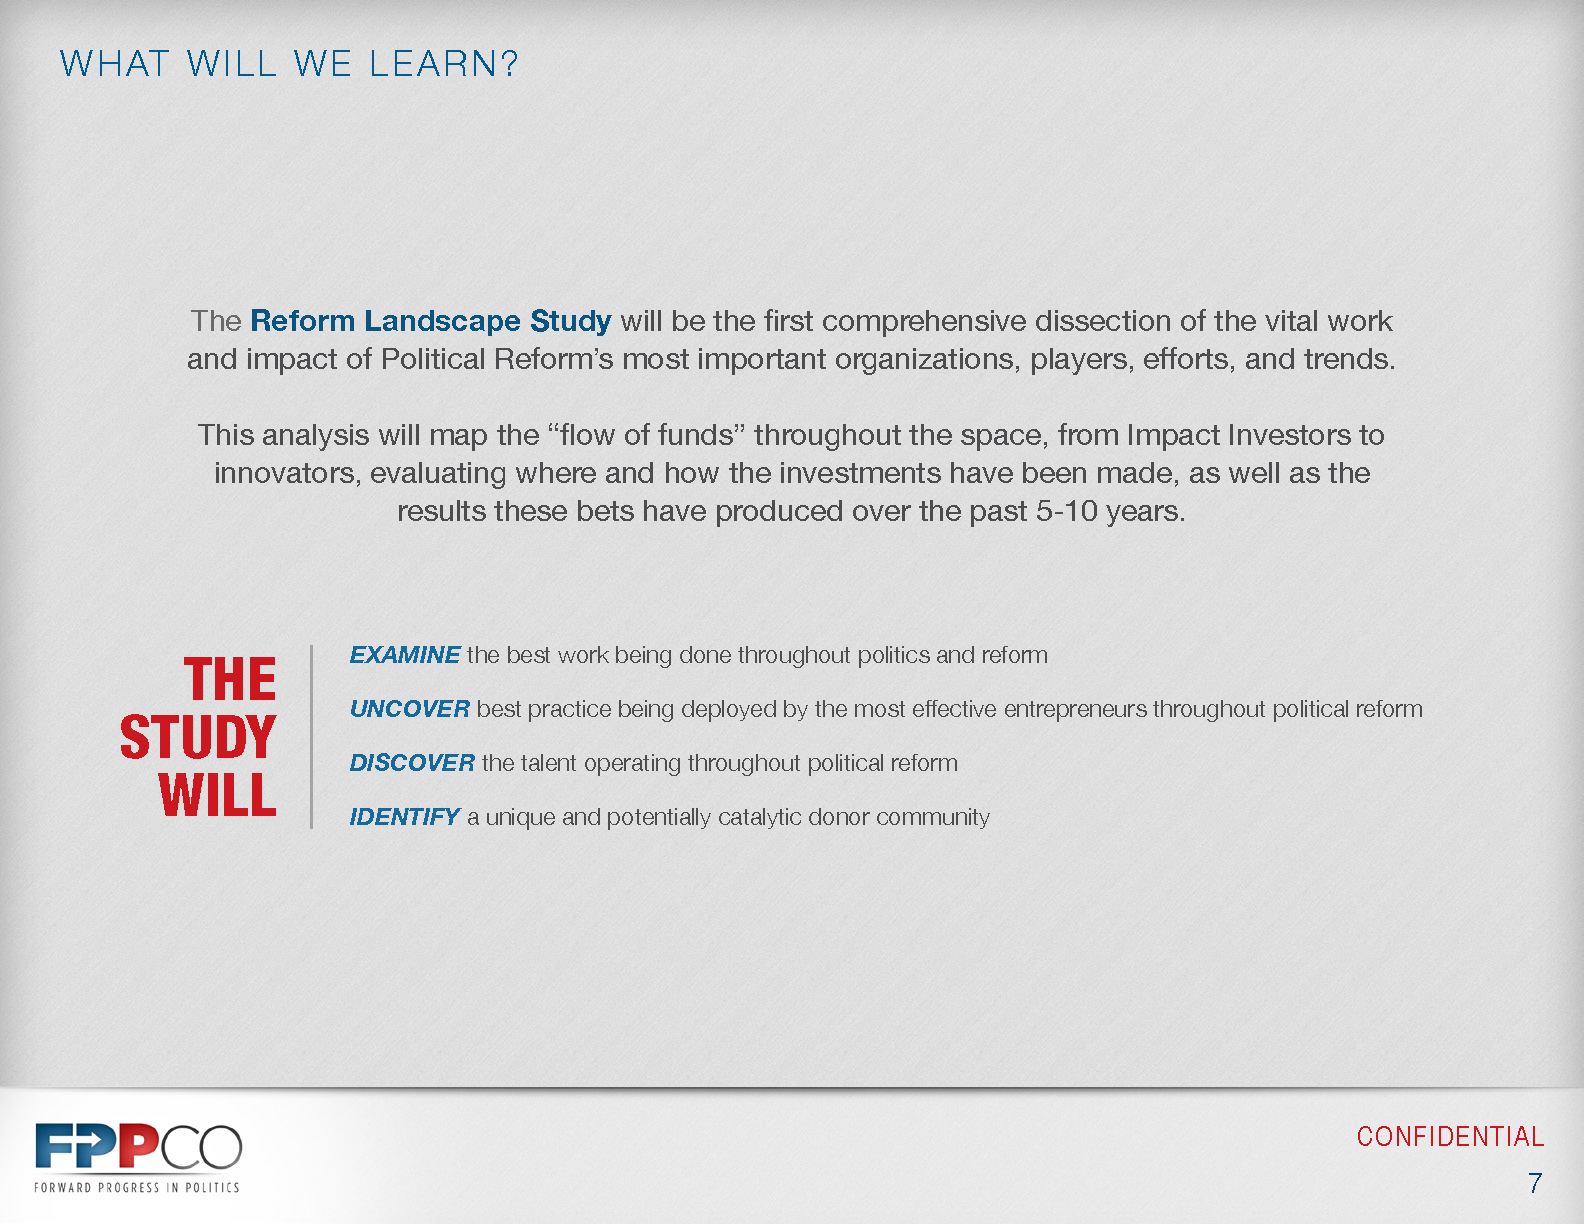 WHAT WILL WE LEARN?
The Reform Landscape Study will be the first comprehensive dissection of the vital work
and impact of Political Reform’s most important organizations, players, efforts, and trends.
This analysis will map the “flow of funds” throughout the space, from Impact Investors to
innovators, evaluating where and how the investments have been made, as well as the
results these bets have produced over the past 5-10 years.
THE
STUDY
WILL
EXAMINE the best work being done throughout politics and reform
UNCOVER best practice being deployed by the most effective entrepreneurs throughout political reform
DISCOVER the talent operating throughout political reform
IDENTIFY a unique and potentially catalytic donor community
FPPCO
FORWARD PROGRESS IN POLITICS
CONFIDENTIAL
7